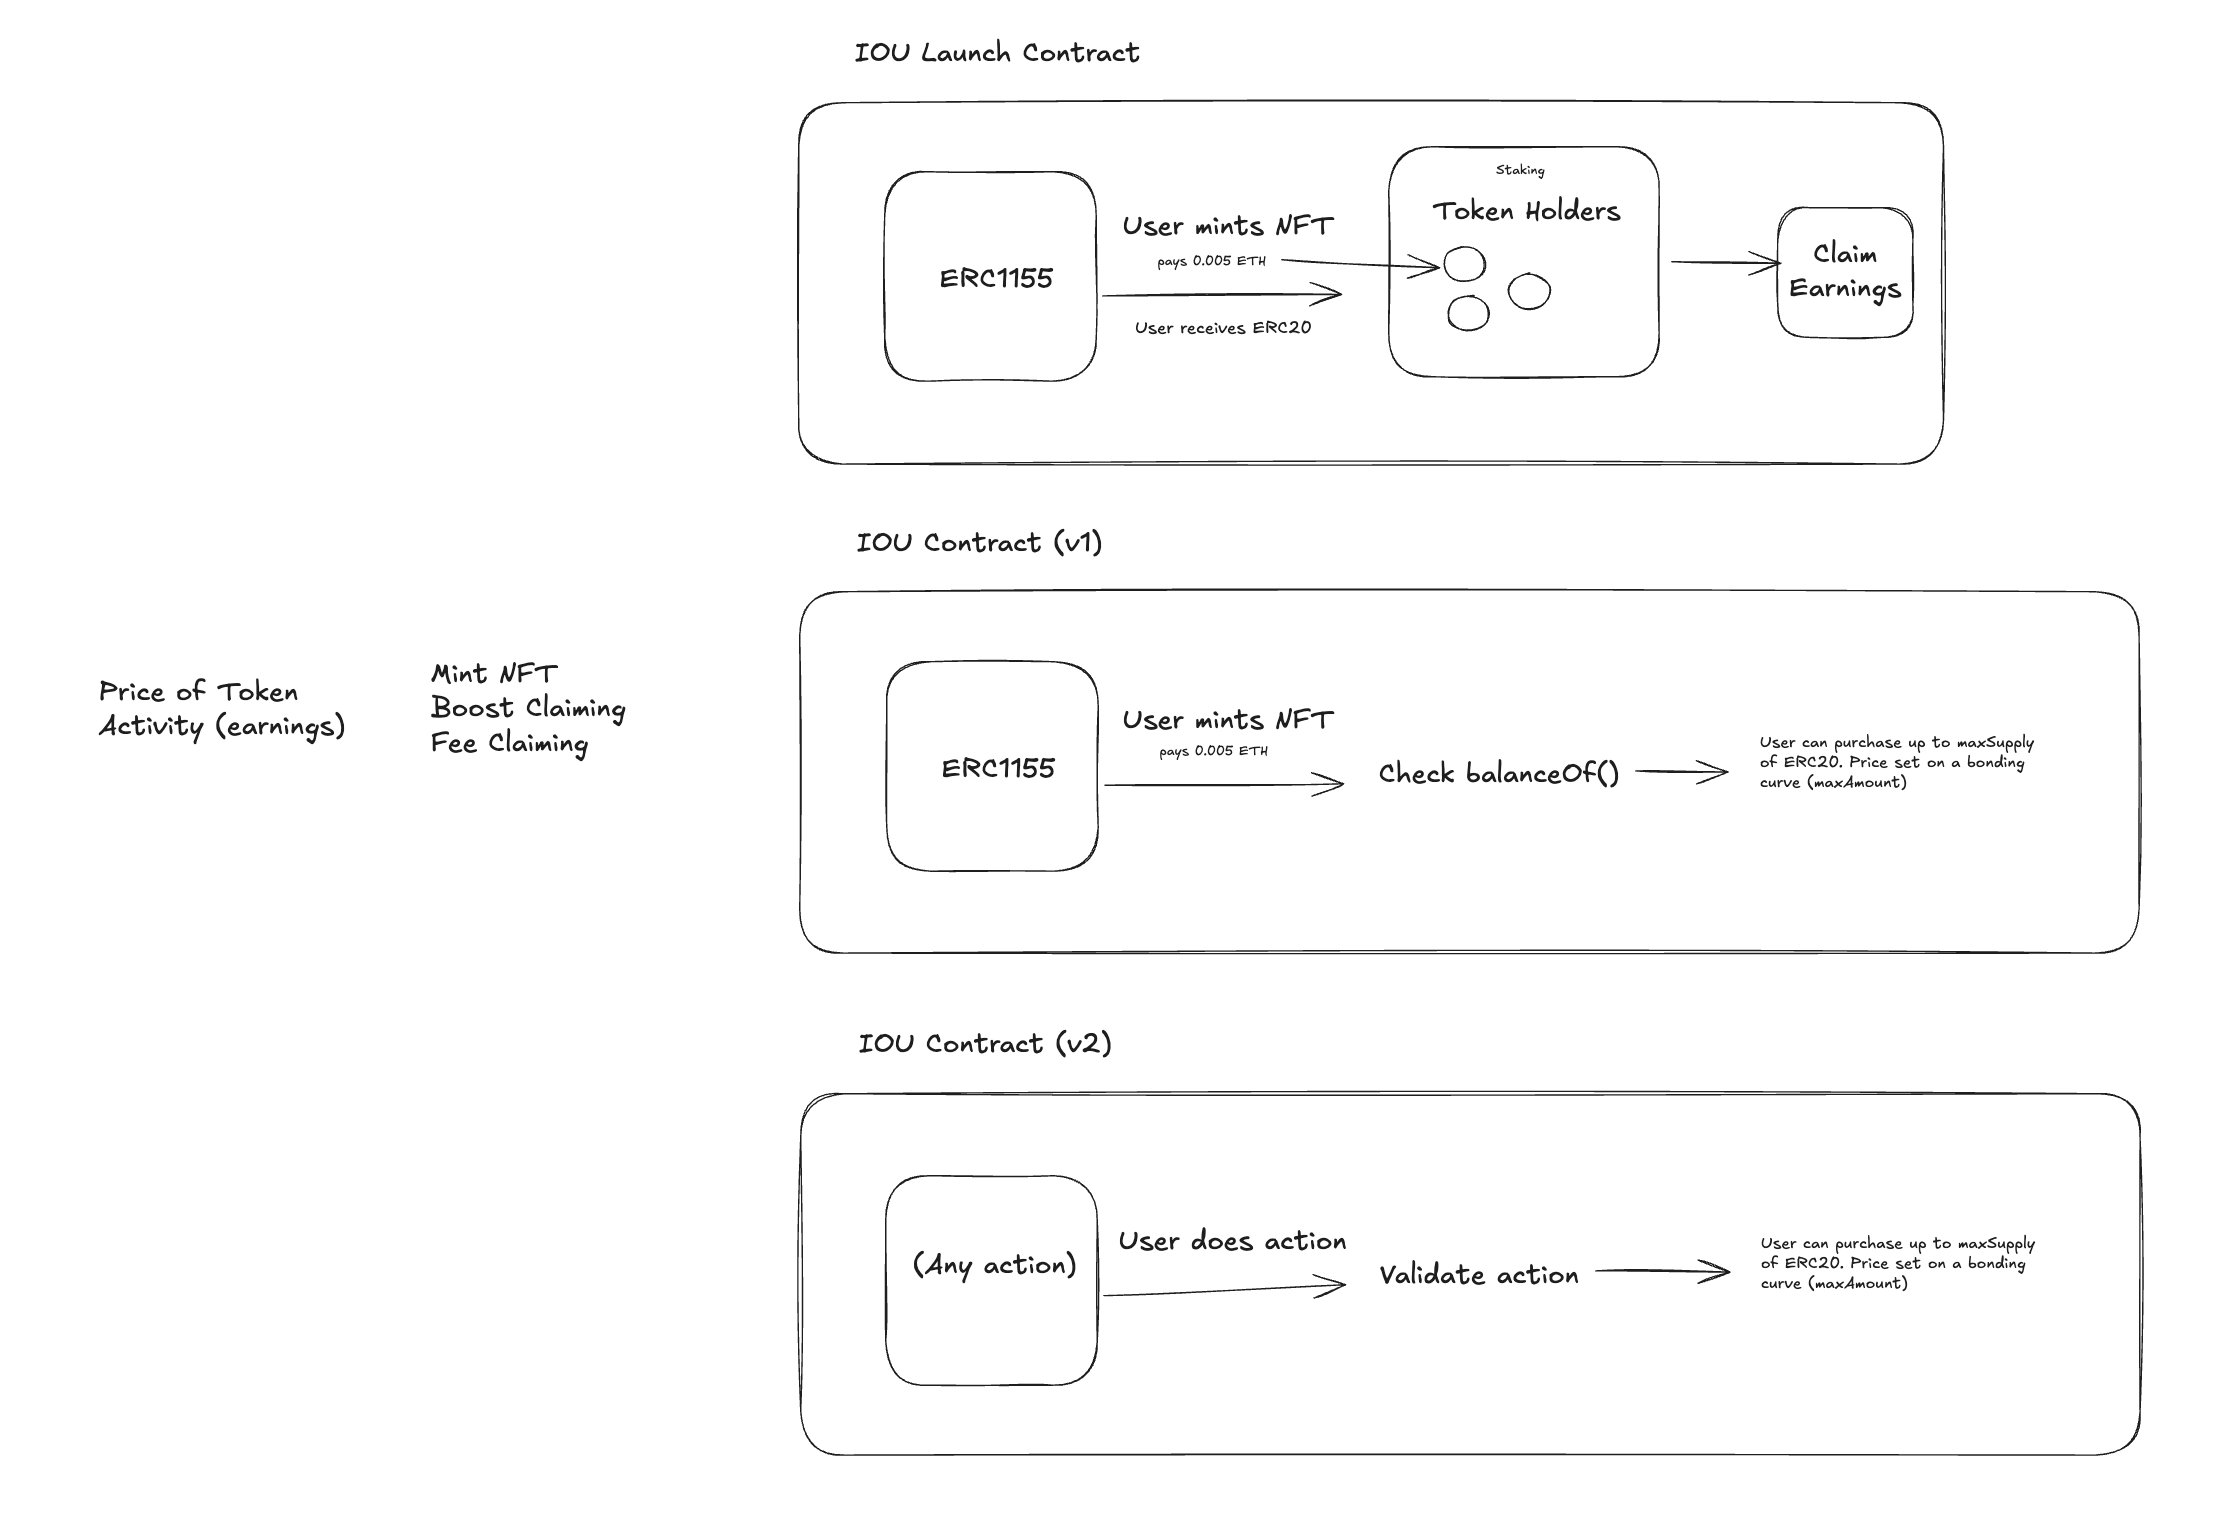 IOU Launch Contract
ERC1155
User mints NFT
pays 0.005 ETH
User receives ERC20
Staking
Token Holders
Claim
Earnings
IOU Contract (v1)
Price of Token
Activity (earnings)
Mint NFT
Boost Claiming
Fee Claiming
ERC1155
User mints NFT
pays 0.005 ETH
Check balanceOf()
User can purchase up to maxSupply
of ERC20. Price set on a bonding
curve (maxAmount)
IOU Contract (v2)
(Any action)
User does action
Validate action
User can purchase up to maxSupply
of ERC20. Price set on a bonding
curve (maxAmount)